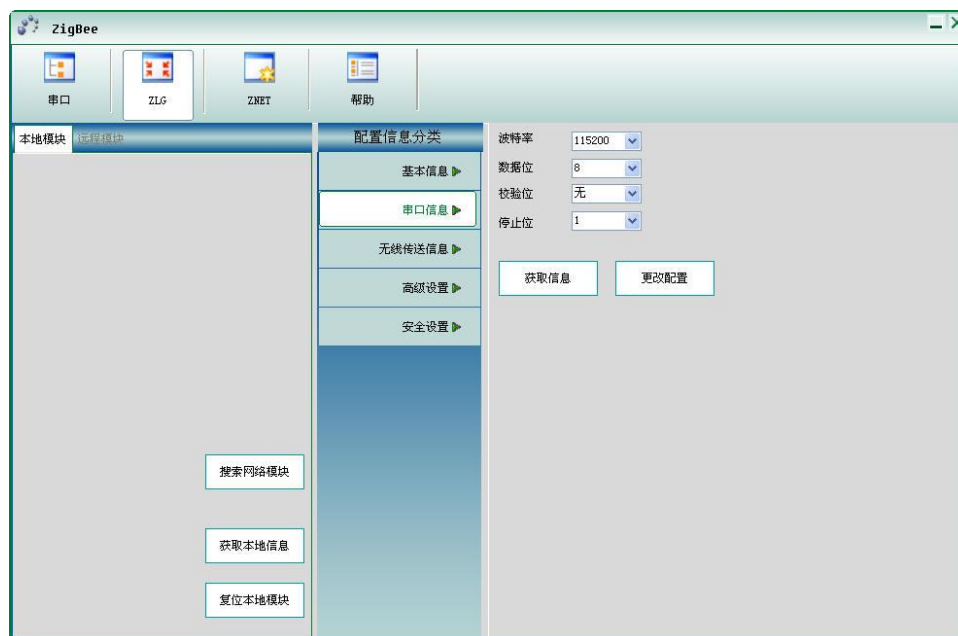 ZigBee
串口
ZLG
ZNET
帮助
本地模块 远程模块
搜索网络模块
获取本地信息
复位本地模块
配置信息分类
基本信息
串口信息
无线传送信息
高级设置
安全设置
波特率 115200
数据位 8
校验位 无
停止位 1
获取信息 更改配置